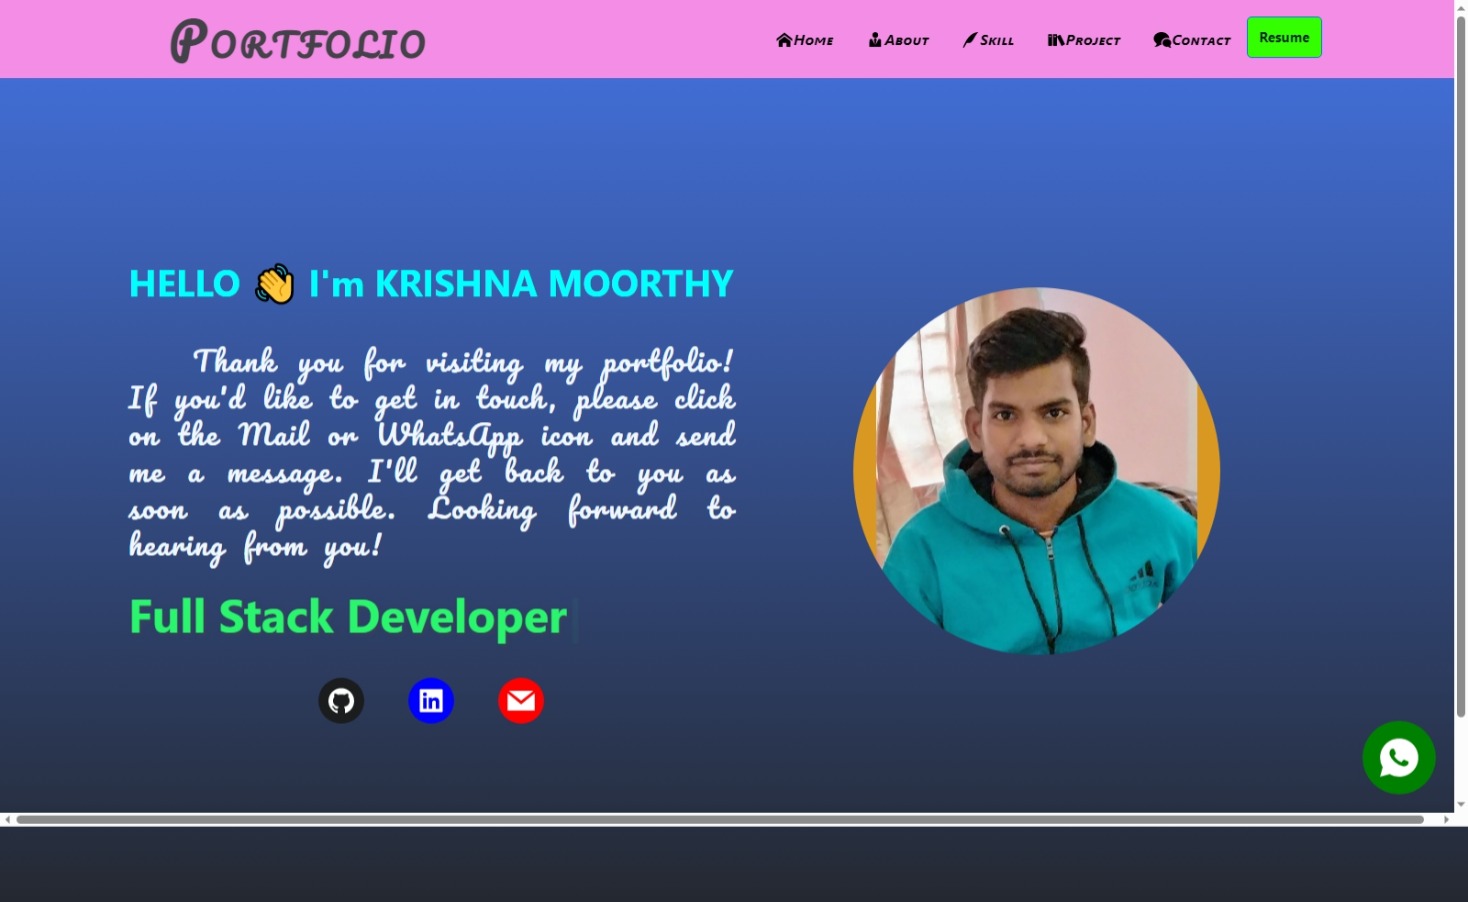 PORTFOLIO
HOME ABOUT SKILL PROJECT CONTACT Resume
HELLO 👋 I'm KRISHNA MOORTHY
Thank you for visiting my portfolio!
If you'd like to get in touch, please click
on the Mail or WhatsApp icon and send
me a message. I'll get back to you as
soon as possible. Looking forward to
hearing from you!
Full Stack Developer
in